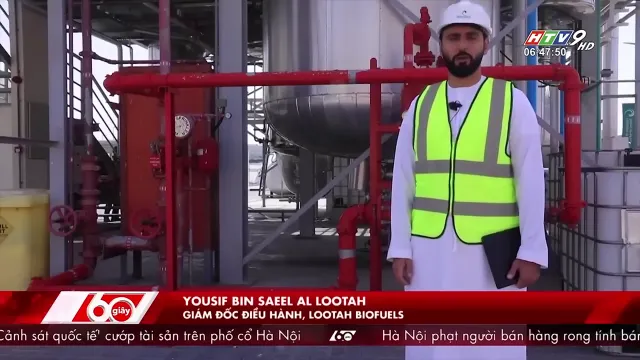 HTV9 HD
06:47:50
YOUSIF BIN SAEEL AL LOOTAH
60 giây
GIÁM ĐỐC ĐIỀU HÀNH, LOOTAH BIOFUELS
Cảnh sát quốc tế cướp tài sản trên phố cổ Hà Nội 60 Hà Nội phạt người bán hàng rong tính bó